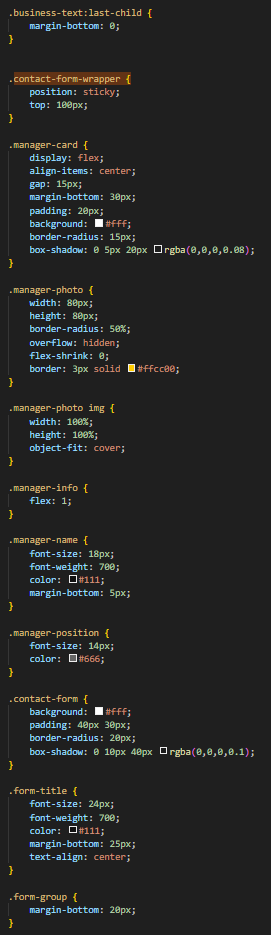 .business-text:last-child {
    margin-bottom: 0;
}
.contact-form-wrapper {
    position: sticky;
    top: 100px;
}
.manager-card {
    display: flex;
    align-items: center;
    gap: 15px;
    margin-bottom: 30px;
    padding: 20px;
    background: #fff;
    border-radius: 15px;
    box-shadow: 0 5px 20px rgba(0,0,0,0.08);
}
.manager-photo {
    width: 80px;
    height: 80px;
    border-radius: 50%;
    overflow: hidden;
    flex-shrink: 0;
    border: 3px solid #ffcc00;
}
.manager-photo img {
    width: 100%;
    height: 100%;
    object-fit: cover;
}
.manager-info {
    flex: 1;
}
.manager-name {
    font-size: 18px;
    font-weight: 700;
    color: #111;
    margin-bottom: 5px;
}
.manager-position {
    font-size: 14px;
    color: #666;
}
.contact-form {
    background: #fff;
    padding: 40px 30px;
    border-radius: 20px;
    box-shadow: 0 10px 40px rgba(0,0,0,0.1);
}
.form-title {
    font-size: 24px;
    font-weight: 700;
    color: #111;
    margin-bottom: 25px;
    text-align: center;
}
.form-group {
    margin-bottom: 20px;
}